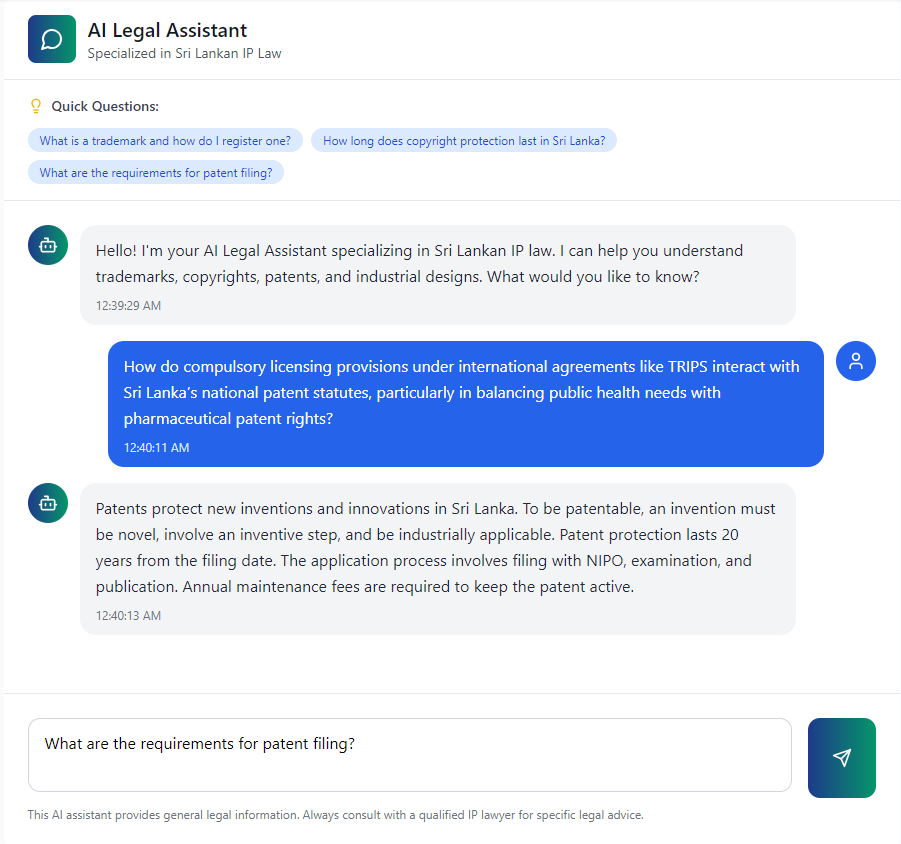 AI Legal Assistant
Specialized in Sri Lankan IP Law
Quick Questions:
What is a trademark and how do I register one?
How long does copyright protection last in Sri Lanka?
What are the requirements for patent filing?
Hello! I'm your AI Legal Assistant specializing in Sri Lankan IP law. I can help you understand
trademarks, copyrights, patents, and industrial designs. What would you like to know?
12:39:29 AM
How do compulsory licensing provisions under international agreements like TRIPS interact with
Sri Lanka’s national patent statutes, particularly in balancing public health needs with
pharmaceutical patent rights?
12:40:11 AM
Patents protect new inventions and innovations in Sri Lanka. To be patentable, an invention must
be novel, involve an inventive step, and be industrially applicable. Patent protection lasts 20
years from the filing date. The application process involves filing with NIPO, examination, and
publication. Annual maintenance fees are required to keep the patent active.
12:40:13 AM
What are the requirements for patent filing?
This AI assistant provides general legal information. Always consult with a qualified IP lawyer for specific legal advice.